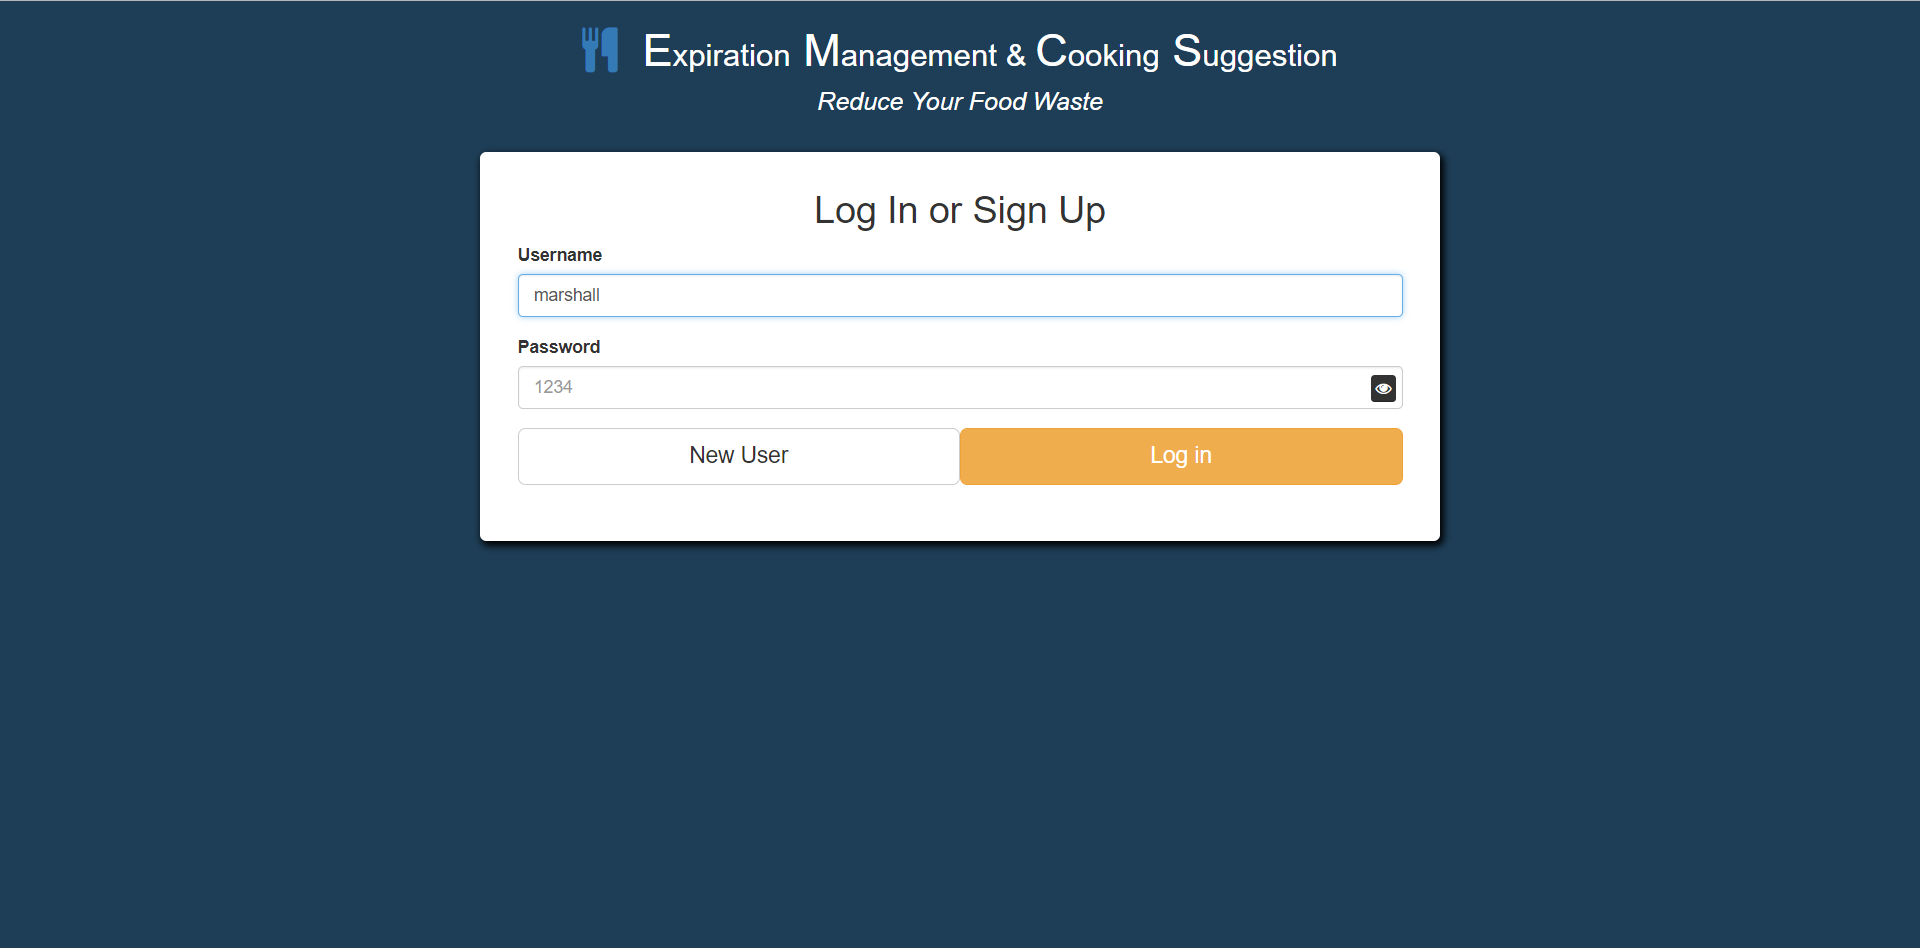 Expiration Management & Cooking Suggestion
Reduce Your Food Waste
Log In or Sign Up
Username
marshall
Password
1234
New User
Log in